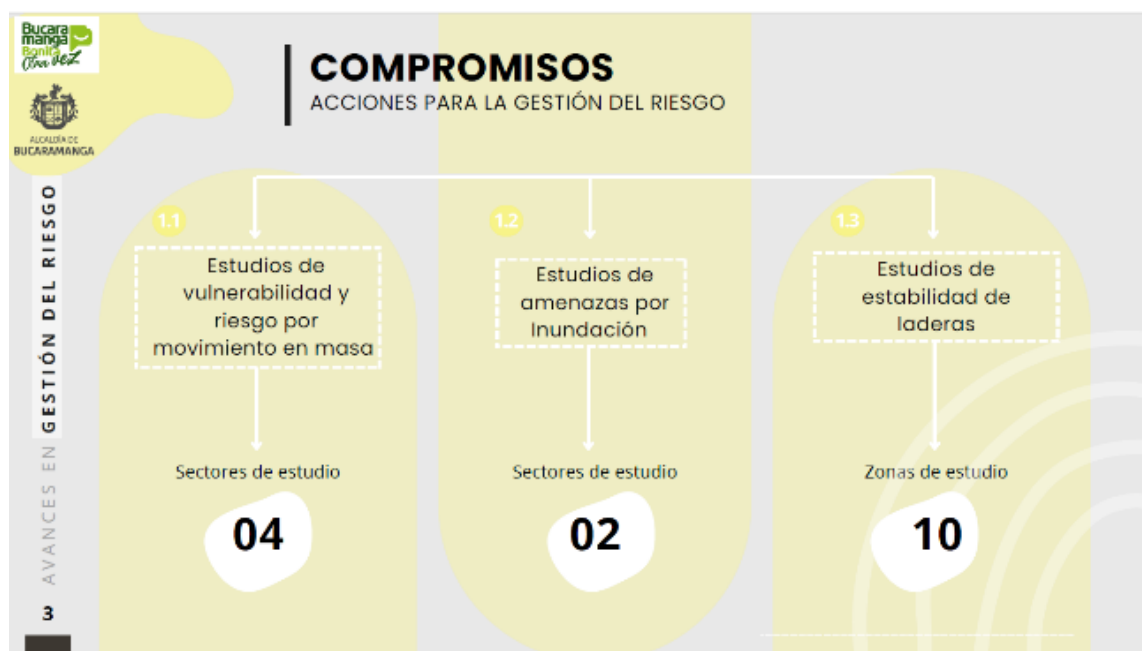 Bucara
manga
Bonita
Otra vez
ALCALDÍA DE
BUCARAMANGA
COMPROMISOS
ACCIONES PARA LA GESTIÓN DEL RIESGO
1.1
Estudios de
vulnerabilidad y
riesgo por
movimiento en masa
Sectores de estudio
04
1.2
Estudios de
amenazas por
Inundación
Sectores de estudio
02
1.3
Estudios de
estabilidad de
laderas
Zonas de estudio
10
AVANCES EN GESTIÓN DEL RIESGO
3